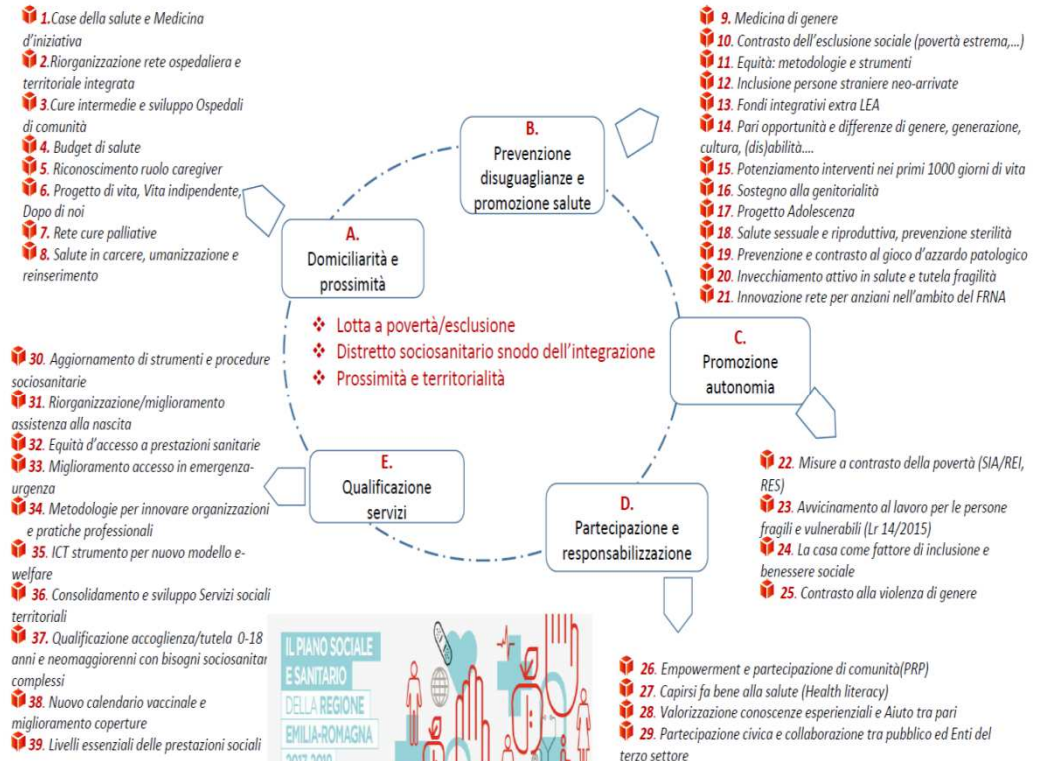 1.Case della salute e Medicina
d'iniziativa
2.Riorganizzazione rete ospedaliera e
territoriale integrata
3.Cure intermedie e sviluppo Ospedali
di comunità
4. Budget di salute
5. Riconoscimento ruolo caregiver
6. Progetto di vita, Vita indipendente,
Dopo di noi
7. Rete cure palliative
8. Salute in carcere, umanizzazione e
reinserimento
A.
Domiciliarità e
prossimità
B.
Prevenzione
disuguaglianze e
promozione salute
9. Medicina di genere
10. Contrasto dell'esclusione sociale (povertà estrema,...)
11. Equità: metodologie e strumenti
12. Inclusione persone straniere neo-arrivate
13. Fondi integrativi extra LEA
14. Pari opportunità e differenze di genere, generazione,
cultura, (dis)abilità....
15. Potenziamento interventi nei primi 1000 giorni di vita
16. Sostegno alla genitorialità
17. Progetto Adolescenza
18. Salute sessuale e riproduttiva, prevenzione sterilità
19. Prevenzione e contrasto al gioco d'azzardo patologico
20. Invecchiamento attivo in salute e tutela fragilità
21. Innovazione rete per anziani nell'ambito del FRNA
Lotta a povertà/esclusione
Distretto sociosanitario snodo dell'integrazione
Prossimità e territorialità
C.
Promozione
autonomia
22. Misure a contrasto della povertà (SIA/REI,
RES)
23. Avvicinamento al lavoro per le persone
fragili e vulnerabili (Lr 14/2015)
24. La casa come fattore di inclusione e
benessere sociale
25. Contrasto alla violenza di genere
D.
Partecipazione e
responsabilizzazione
26. Empowerment e partecipazione di comunità(PRP)
27. Capirsi fa bene alla salute (Health literacy)
28. Valorizzazione conoscenze esperienziali e Aiuto tra pari
29. Partecipazione civica e collaborazione tra pubblico ed Enti del
terzo settore
E.
Qualificazione
servizi
30. Aggiornamento di strumenti e procedure
sociosanitarie
31. Riorganizzazione/miglioramento
assistenza alla nascita
32. Equità d'accesso a prestazioni sanitarie
33. Miglioramento accesso in emergenza-
urgenza
34. Metodologie per innovare organizzazioni
e pratiche professionali
35. ICT strumento per nuovo modello e-
welfare
36. Consolidamento e sviluppo Servizi sociali
territoriali
37. Qualificazione accoglienza/tutela 0-18
anni e neomaggiorenni con bisogni sociosanitar
complessi
38. Nuovo calendario vaccinale e
miglioramento coperture
39. Livelli essenziali delle prestazioni sociali
IL PIANO SOCIALE
E SANITARIO
DELLA REGIONE
EMILIA-ROMAGNA
2017-2019